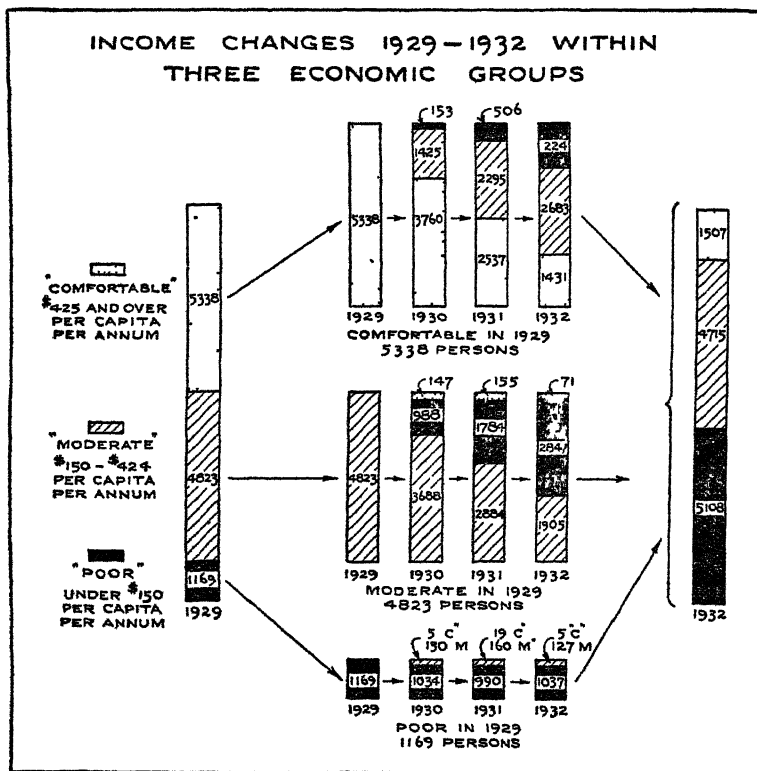 INCOME CHANGES 1929–1932 WITHIN
THREE ECONOMIC GROUPS
"COMFORTABLE"
$425 AND OVER
PER CAPITA
PER ANNUM
"MODERATE"
$150 – $424
PER CAPITA
PER ANNUM
"POOR"
UNDER $150
PER CAPITA
PER ANNUM
5338
4823
1169
1929
153
506
5338
1425
3760
2295
2537
224
2683
1431
1929
1930
1931
1932
COMFORTABLE IN 1929
5338 PERSONS
147
155
71
4823
988
3688
1784
2884
2847
1905
1929
1930
1931
1932
MODERATE IN 1929
4823 PERSONS
5 "C"
130 M
19 "C"
160 M"
5 "C"
127 M
1169
1034
990
1037
1929
1930
1931
1932
POOR IN 1929
1169 PERSONS
1507
4715
5108
1932